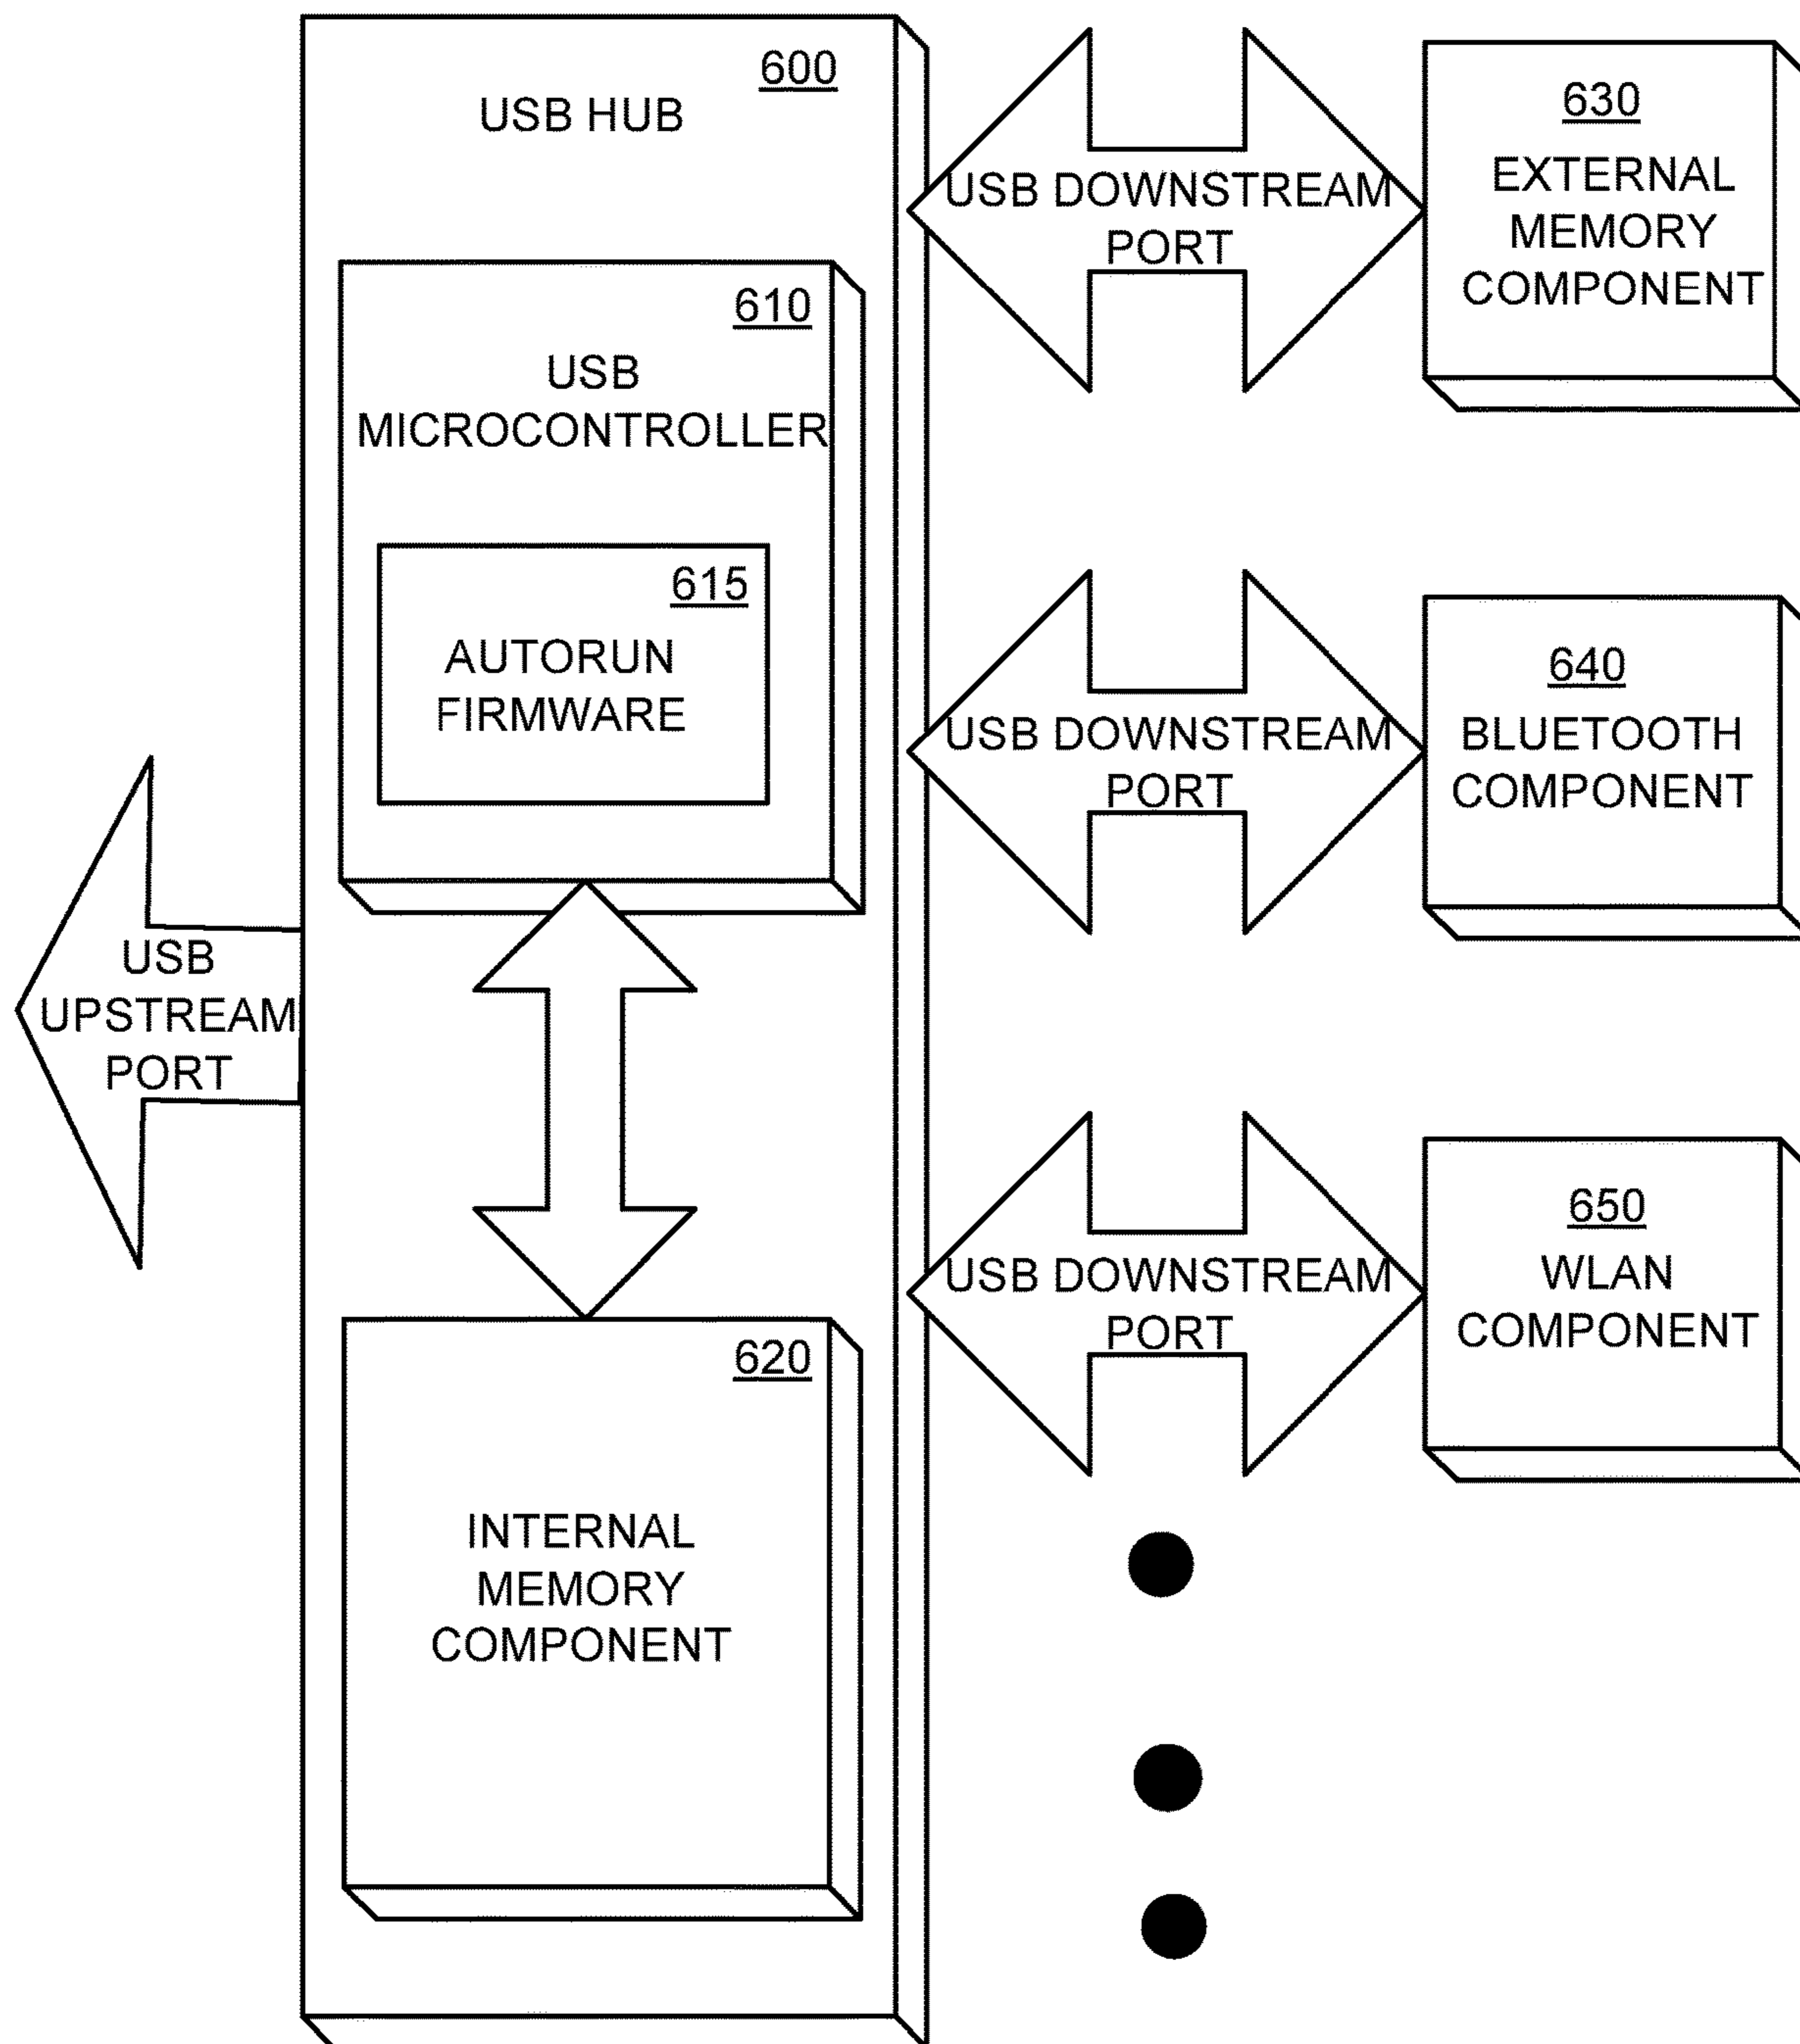 600
USB HUB
610
USB
MICROCONTROLLER
615
AUTORUN
FIRMWARE
USB
UPSTREAM
PORT
620
INTERNAL
MEMORY
COMPONENT
USB DOWNSTREAM
PORT
630
EXTERNAL
MEMORY
COMPONENT
USB DOWNSTREAM
PORT
640
BLUETOOTH
COMPONENT
USB DOWNSTREAM
PORT
650
WLAN
COMPONENT